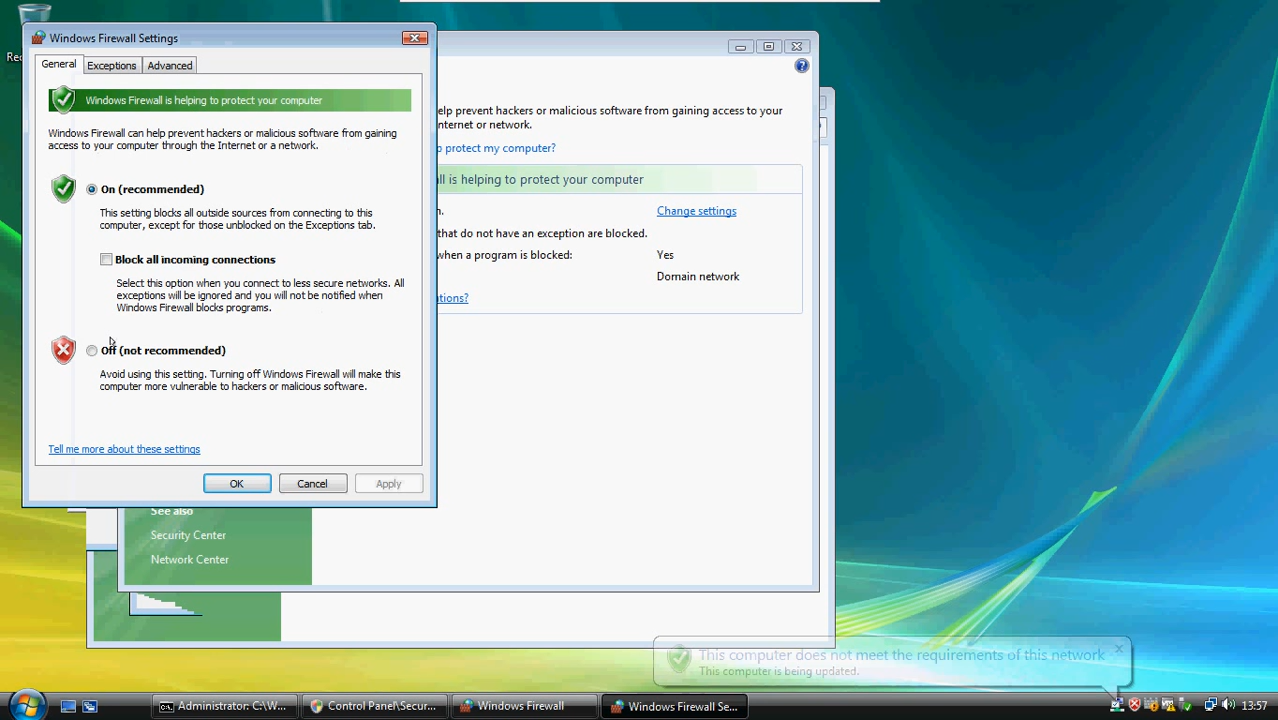 Rec
Windows Firewall Settings
General
Exceptions
Advanced
Windows Firewall is helping to protect your computer
Windows Firewall can help prevent hackers or malicious software from gaining
access to your computer through the Internet or a network.
On (recommended)
This setting blocks all outside sources from connecting to this
computer, except for those unblocked on the Exceptions tab.
Block all incoming connections
Select this option when you connect to less secure networks. All
exceptions will be ignored and you will not be notified when
Windows Firewall blocks programs.
Off (not recommended)
Avoid using this setting. Turning off Windows Firewall will make this
computer more vulnerable to hackers or malicious software.
Tell me more about these settings
OK
Cancel
Apply
elp prevent hackers or malicious software from gaining access to your
nternet or network.
p protect my computer?
all is helping to protect your computer
n.
Change settings
that do not have an exception are blocked.
when a program is blocked:
Yes
Domain network
tions?
See also
Security Center
Network Center
This computer does not meet the requirements of this network
This computer is being updated.
Administrator: C:\W...
Control Panel\Secur...
Windows Firewall
Windows Firewall Se...
13:57